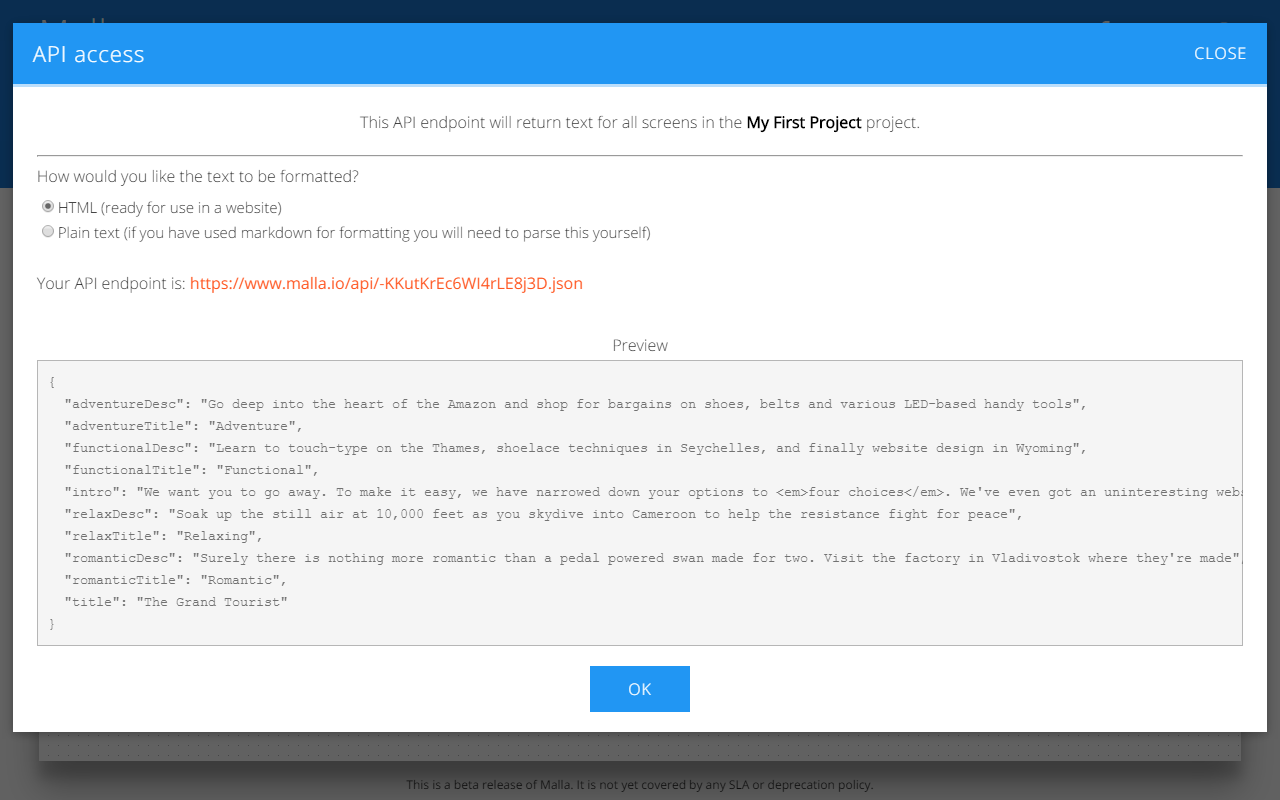 API access
CLOSE
This API endpoint will return text for all screens in the My First Project project.
How would you like the text to be formatted?
HTML (ready for use in a website)
Plain text (if you have used markdown for formatting you will need to parse this yourself)
Your API endpoint is: https://www.malla.io/api/-KKutKrEc6WI4rLE8j3D.json
Preview
{
"adventureDesc": "Go deep into the heart of the Amazon and shop for bargains on shoes, belts and various LED-based handy tools",
"adventureTitle": "Adventure",
"functionalDesc": "Learn to touch-type on the Thames, shoelace techniques in Seychelles, and finally website design in Wyoming",
"functionalTitle": "Functional",
"intro": "We want you to go away. To make it easy, we have narrowed down your options to <em>four choices</em>. We've even got an uninteresting webs
"relaxDesc": "Soak up the still air at 10,000 feet as you skydive into Cameroon to help the resistance fight for peace",
"relaxTitle": "Relaxing",
"romanticDesc": "Surely there is nothing more romantic than a pedal powered swan made for two. Visit the factory in Vladivostok where they're made",
"romanticTitle": "Romantic",
"title": "The Grand Tourist"
}
OK
This is a beta release of Malla. It is not yet covered by any SLA or deprecation policy.